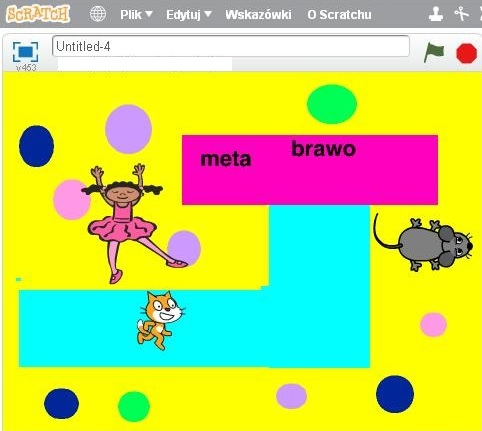 SCRATCH Plik Edytuj Wskazówki O Scratchu
Untitled-4
v453
brawo
meta